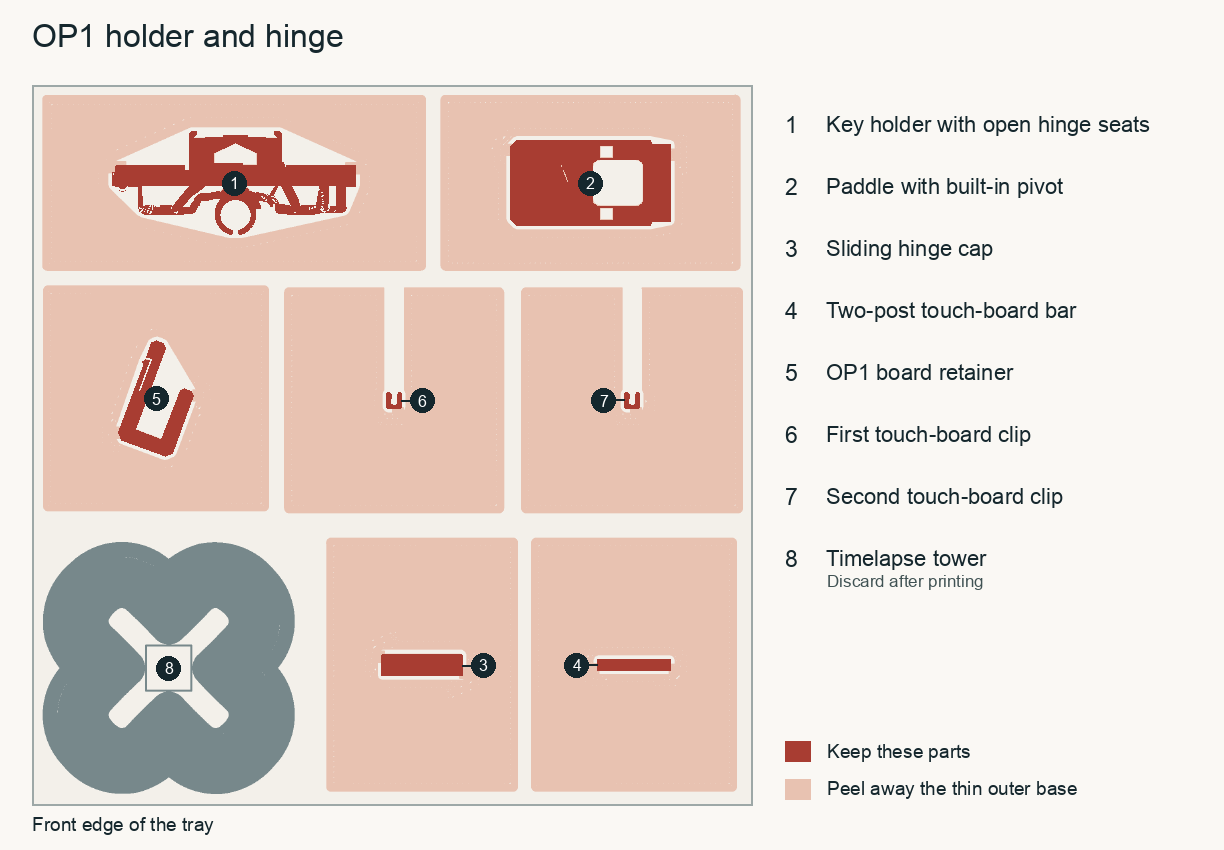 OP1 holder and hinge
1
2
5
6
7
8
3
4
Front edge of the tray
1 Key holder with open hinge seats
2 Paddle with built-in pivot
3 Sliding hinge cap
4 Two-post touch-board bar
5 OP1 board retainer
6 First touch-board clip
7 Second touch-board clip
8 Timelapse tower
Discard after printing
Keep these parts
Peel away the thin outer base